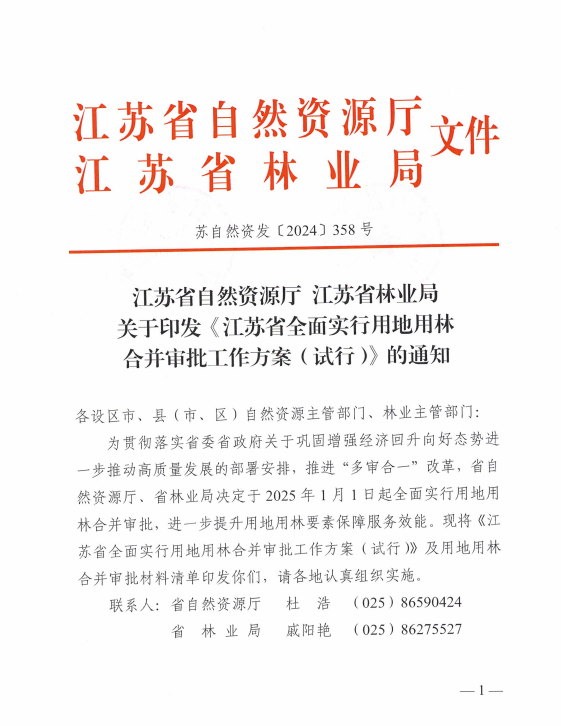 江苏省自然资源厅
江苏省林业局
文件
苏自然资发〔2024〕358 号
江苏省自然资源厅 江苏省林业局
关于印发《江苏省全面实行用地用林
合并审批工作方案（试行）》的通知
各设区市、县（市、区）自然资源主管部门、林业主管部门：
为贯彻落实省委省政府关于巩固增强经济回升向好态势进
一步推动高质量发展的部署安排，推进“多审合一”改革，省自
然资源厅、省林业局决定于 2025 年 1 月 1 日起全面实行用地用
林合并审批，进一步提升用地用林要素保障服务效能。现将《江
苏省全面实行用地用林合并审批工作方案（试行）》及用地用林
合并审批材料清单印发你们，请各地认真组织实施。
联系人：省自然资源厅 杜 浩 （025）86590424
省 林 业 局 戚阳艳 （025）86275527
— 1 —